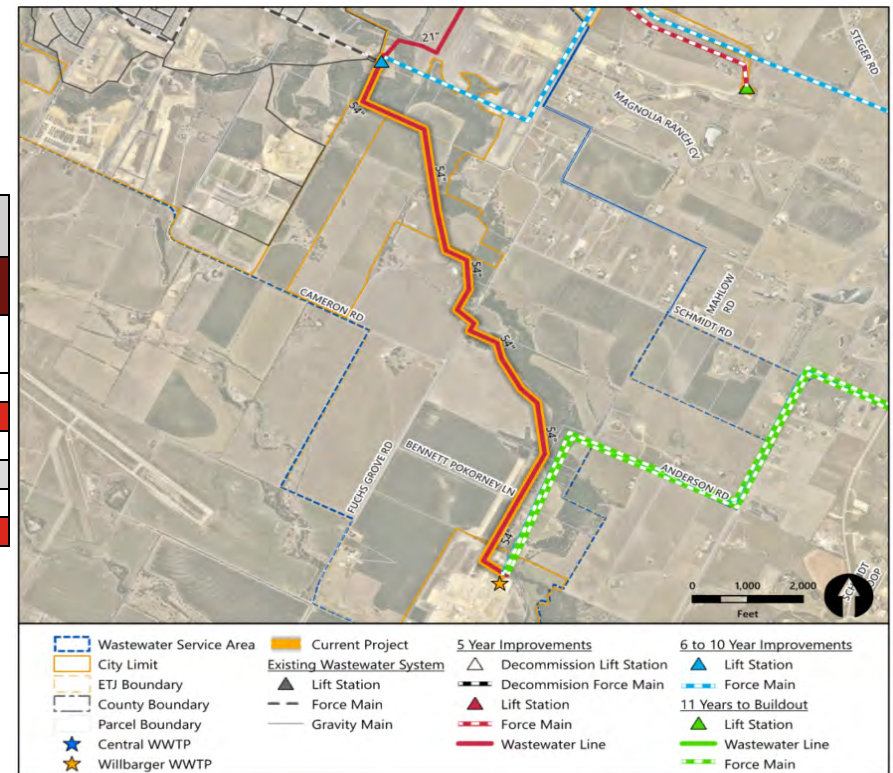 21"
STEGER RD
54"
MAGNOLIA RANCH CV
54"
54"
MAHLOW
RD
CAMERON RD
SCHMIDT RD
54"
54"
FUCHS GROVE RD
BENNETT POKORNEY LN
ANDERSON RD
54"
0 1,000 2,000
Feet
Wastewater Service Area
City Limit
ETJ Boundary
County Boundary
Parcel Boundary
Central WWTP
Willbarger WWTP
Current Project
Existing Wastewater System
Lift Station
Force Main
Gravity Main
5 Year Improvements
Decommission Lift Station
Decommision Force Main
Lift Station
Force Main
Wastewater Line
6 to 10 Year Improvements
Lift Station
Force Main
11 Years to Buildout
Lift Station
Wastewater Line
Force Main